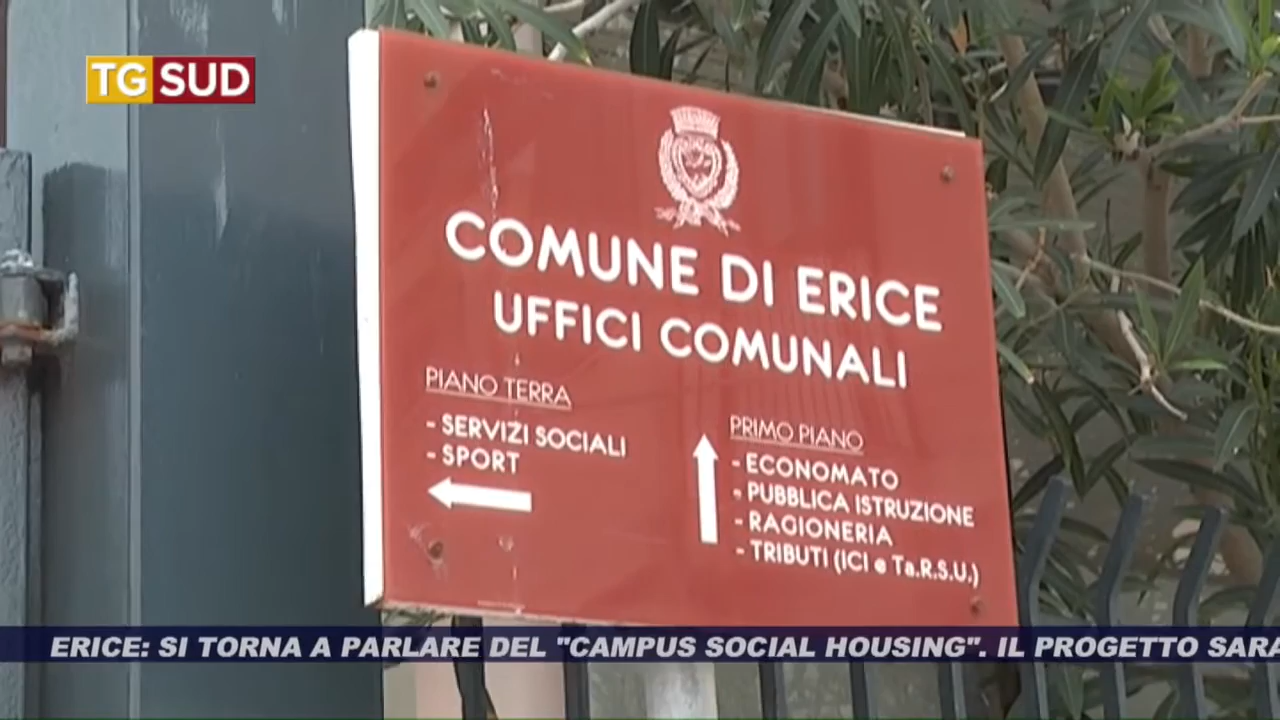 TG SUD
COMUNE DI ERICE
UFFICI COMUNALI
PIANO TERRA
- SERVIZI SOCIALI
- SPORT
PRIMO PIANO
- ECONOMATO
- PUBBLICA ISTRUZIONE
- RAGIONERIA
- TRIBUTI (ICI e Ta.R.S.U.)
ERICE: SI TORNA A PARLARE DEL "CAMPUS SOCIAL HOUSING". IL PROGETTO SARA